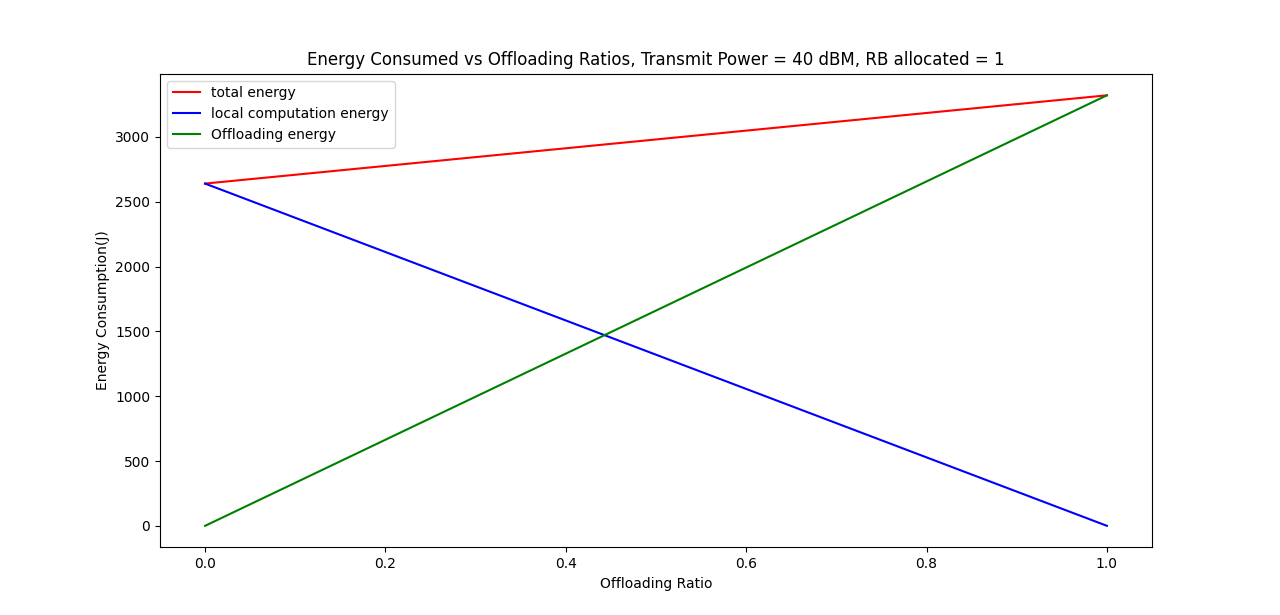 Energy Consumed vs Offloading Ratios, Transmit Power = 40 dBM, RB allocated = 1
total energy
local computation energy
Offloading energy
3000
2500
2000
1500
1000
500
0
Energy Consumption(J)
0.0 0.2 0.4 0.6 0.8 1.0
Offloading Ratio